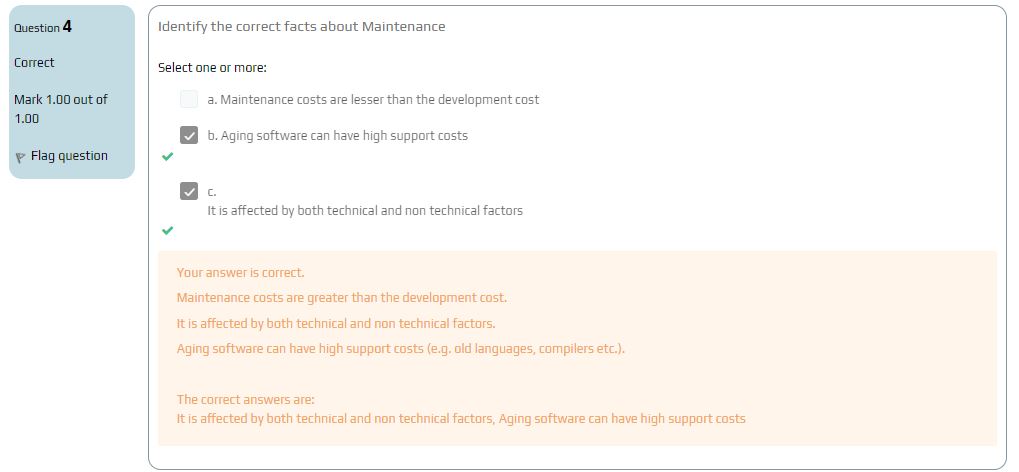 Question 4
Correct
Mark 1.00 out of
1.00
Flag question
Identify the correct facts about Maintenance
Select one or more:
a. Maintenance costs are lesser than the development cost
b. Aging software can have high support costs
c.
It is affected by both technical and non technical factors
Your answer is correct.
Maintenance costs are greater than the development cost.
It is affected by both technical and non technical factors.
Aging software can have high support costs (e.g. old languages, compilers etc.).
The correct answers are:
It is affected by both technical and non technical factors, Aging software can have high support costs